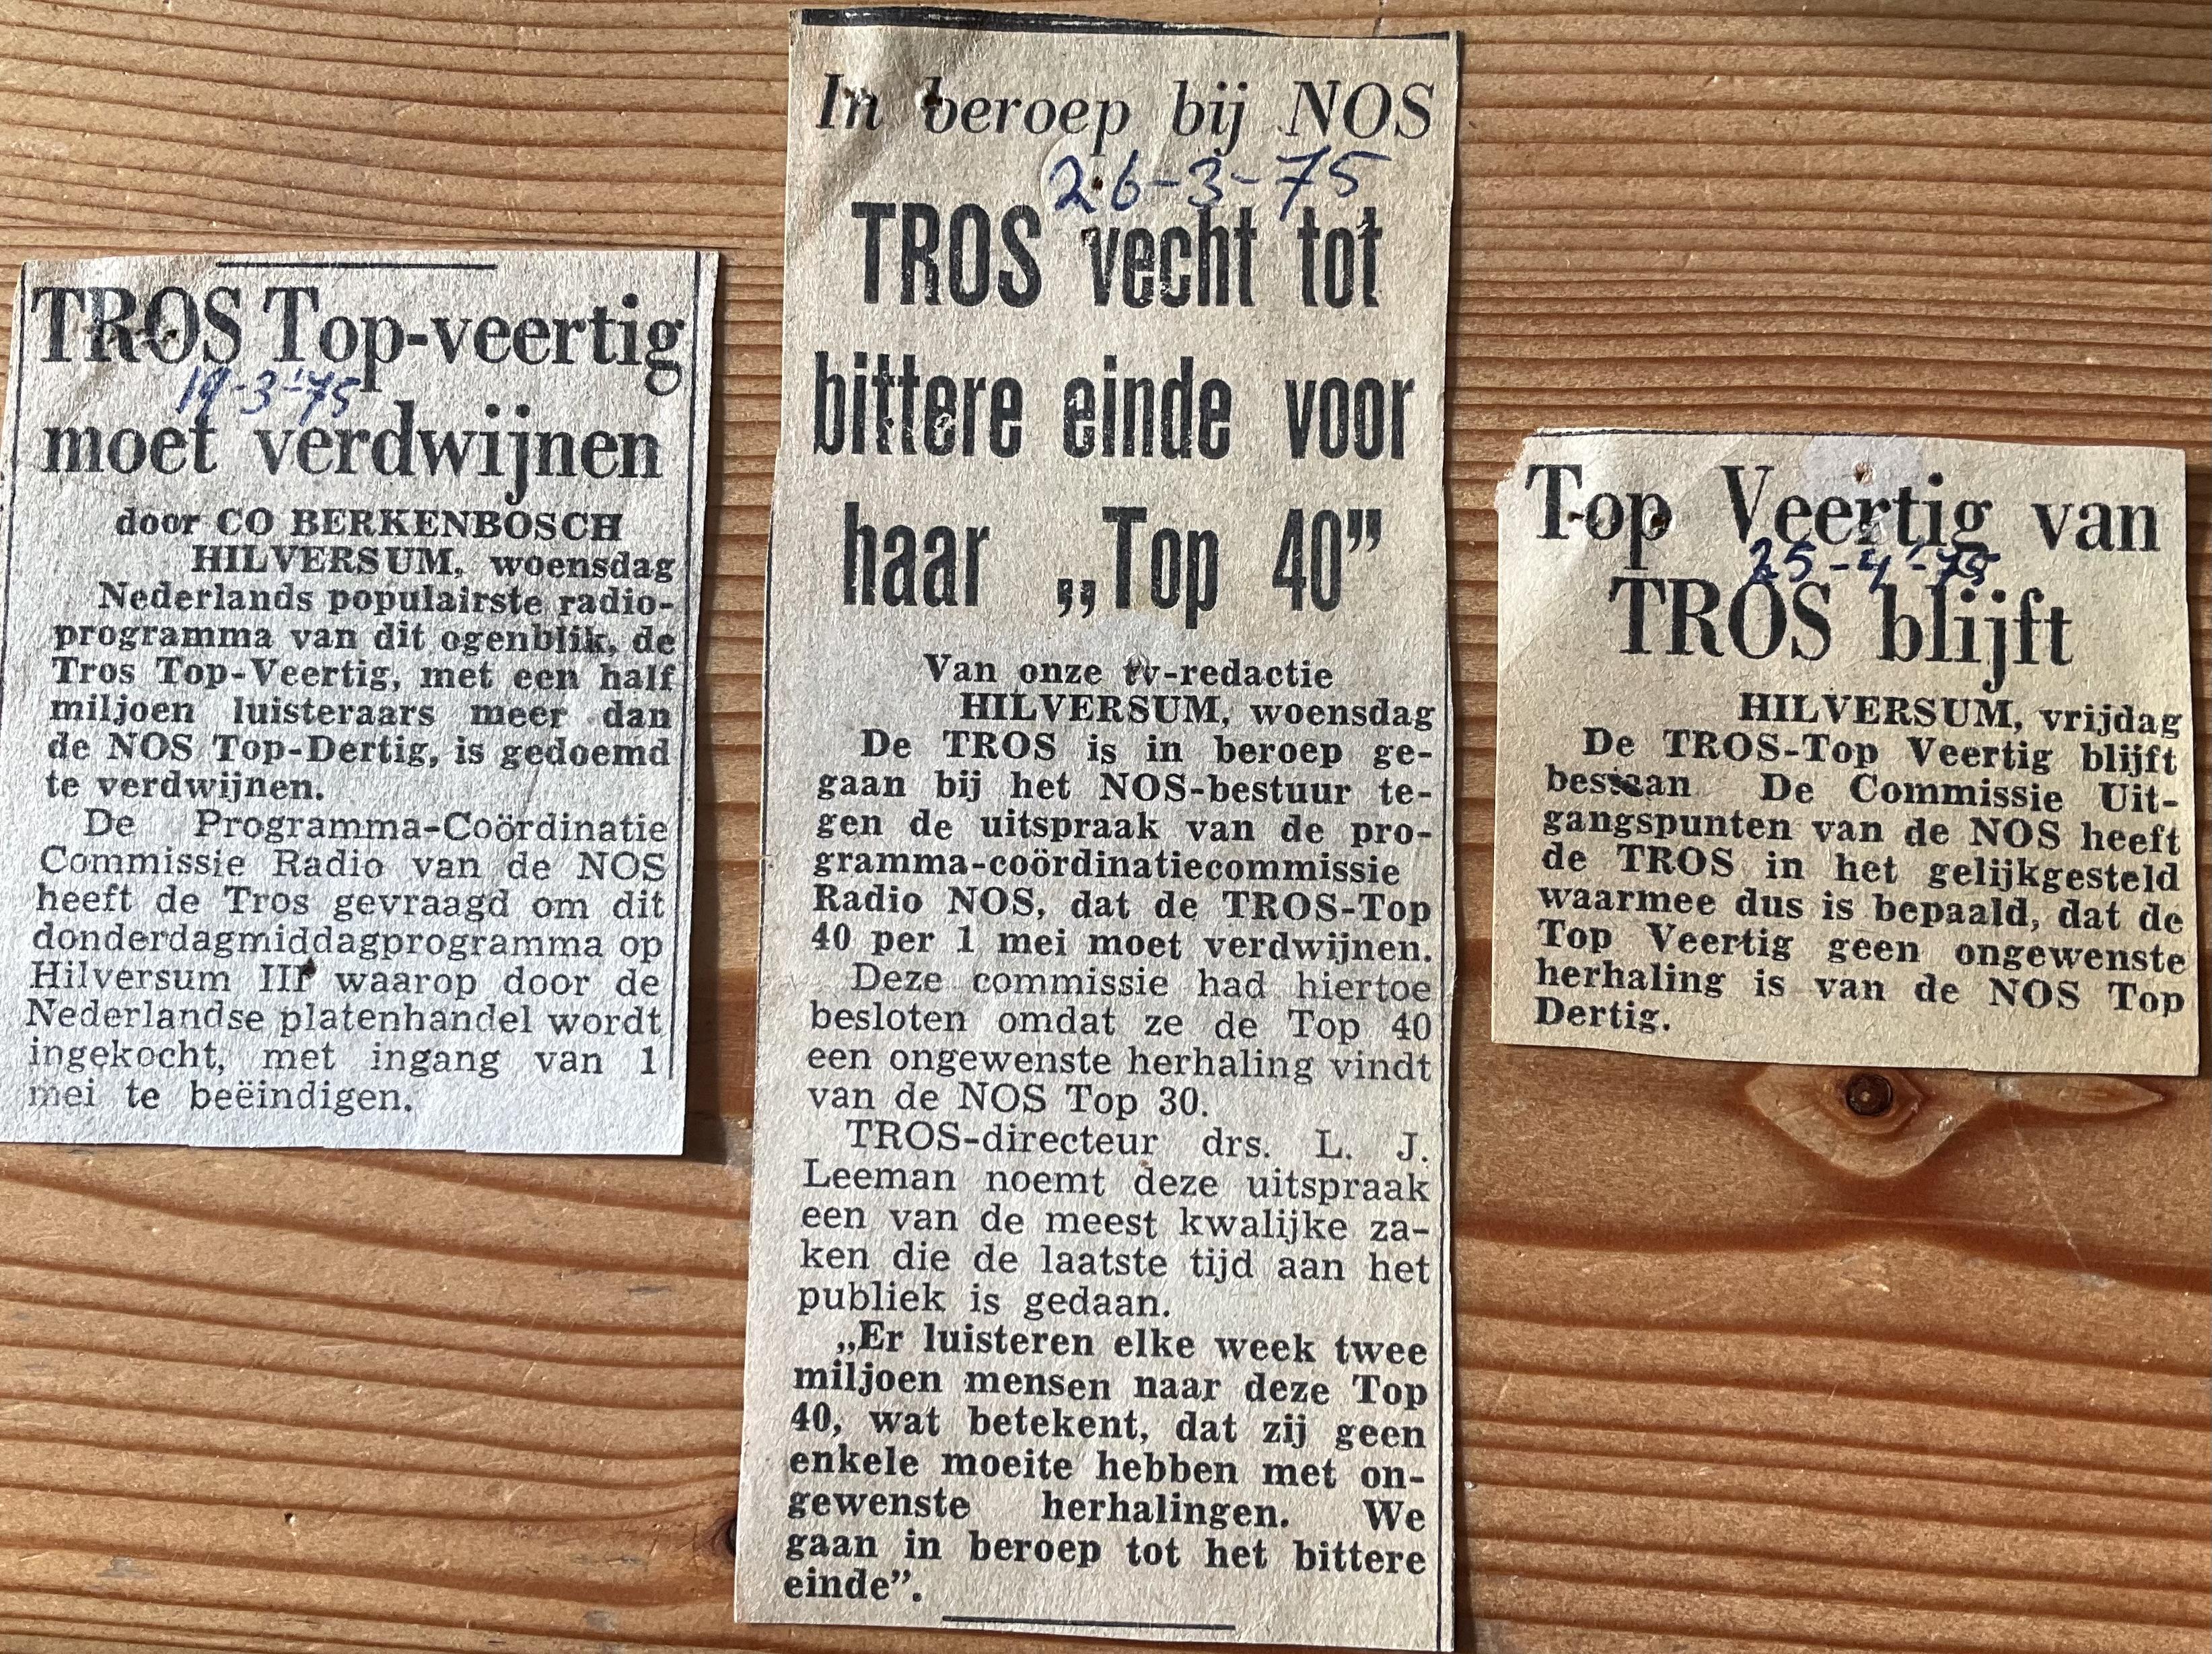 TROS Top-veertig
19-3-'75
moet verdwijnen
door CO BERKENBOSCH
HILVERSUM, woensdag
Nederlands populairste radio-
programma van dit ogenblik, de
Tros Top-Veertig, met een half
miljoen luisteraars meer dan
de NOS Top-Dertig, is gedoemd
te verdwijnen.
De Programma-Coördinatie
Commissie Radio van de NOS
heeft de Tros gevraagd om dit
donderdagmiddagprogramma op
Hilversum III waarop door de
Nederlandse platenhandel wordt
ingekocht, met ingang van 1
mei te beëindigen.
In beroep bij NOS
26-3-75
TROS vecht tot
bittere einde voor
haar „Top 40”
Van onze tv-redactie
HILVERSUM, woensdag
De TROS is in beroep ge-
gaan bij het NOS-bestuur te-
gen de uitspraak van de pro-
gramma-coördinatiecommissie
Radio NOS, dat de TROS-Top
40 per 1 mei moet verdwijnen.
Deze commissie had hiertoe
besloten omdat ze de Top 40
een ongewenste herhaling vindt
van de NOS Top 30.
TROS-directeur drs. L. J.
Leeman noemt deze uitspraak
een van de meest kwalijke za-
ken die de laatste tijd aan het
publiek is gedaan.
„Er luisteren elke week twee
miljoen mensen naar deze Top
40, wat betekent, dat zij geen
enkele moeite hebben met on-
gewenste herhalingen. We
gaan in beroep tot het bittere
einde”.
Top Veertig van
25-4-'75
TROS blijft
HILVERSUM, vrijdag
De TROS-Top Veertig blijft
bestaan De Commissie Uit-
gangspunten van de NOS heeft
de TROS in het gelijkgesteld
waarmee dus is bepaald, dat de
Top Veertig geen ongewenste
herhaling is van de NOS Top
Dertig.